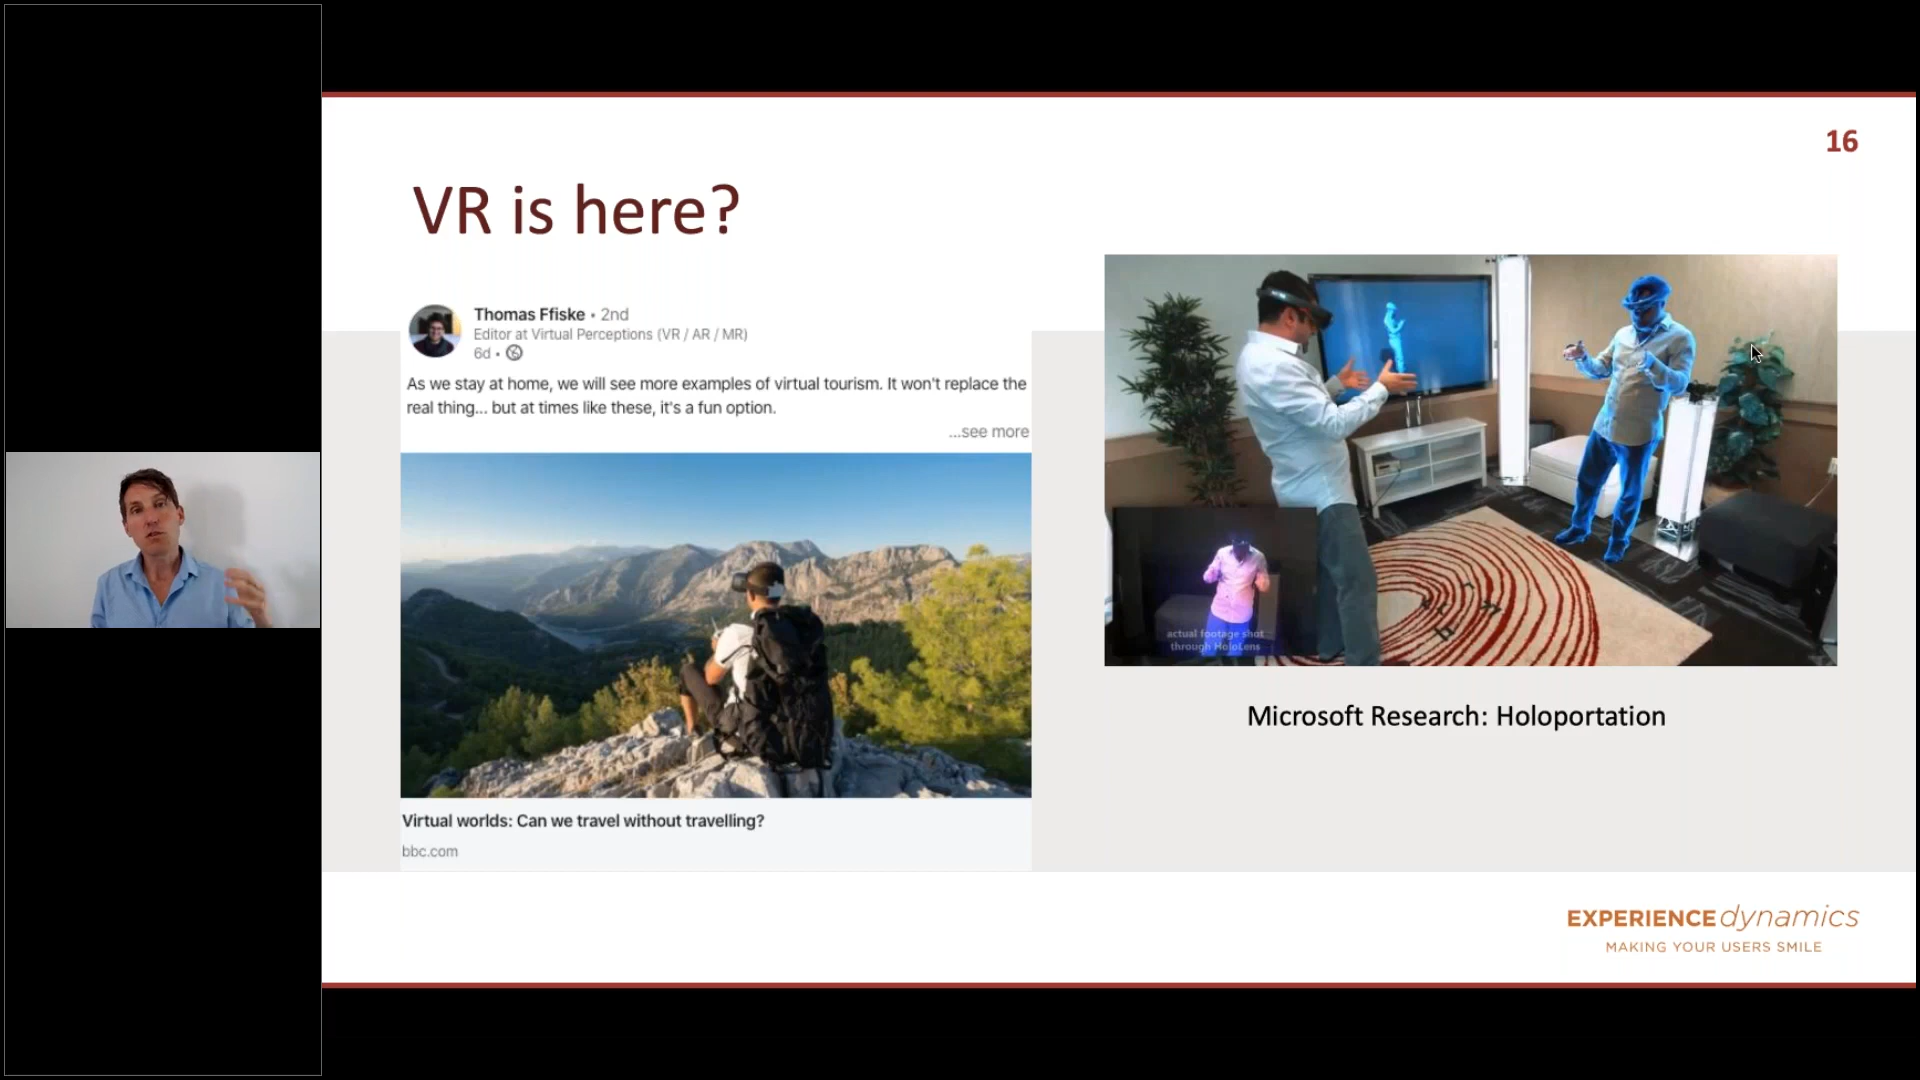 16
VR is here?
Thomas Ffiske • 2nd
Editor at Virtual Perceptions (VR / AR / MR)
6d •
As we stay at home, we will see more examples of virtual tourism. It won't replace the
real thing... but at times like these, it's a fun option.
...see more
Virtual worlds: Can we travel without travelling?
bbc.com
actual footage shot
through HoloLens
Microsoft Research: Holoportation
EXPERIENCE dynamics
MAKING YOUR USERS SMILE